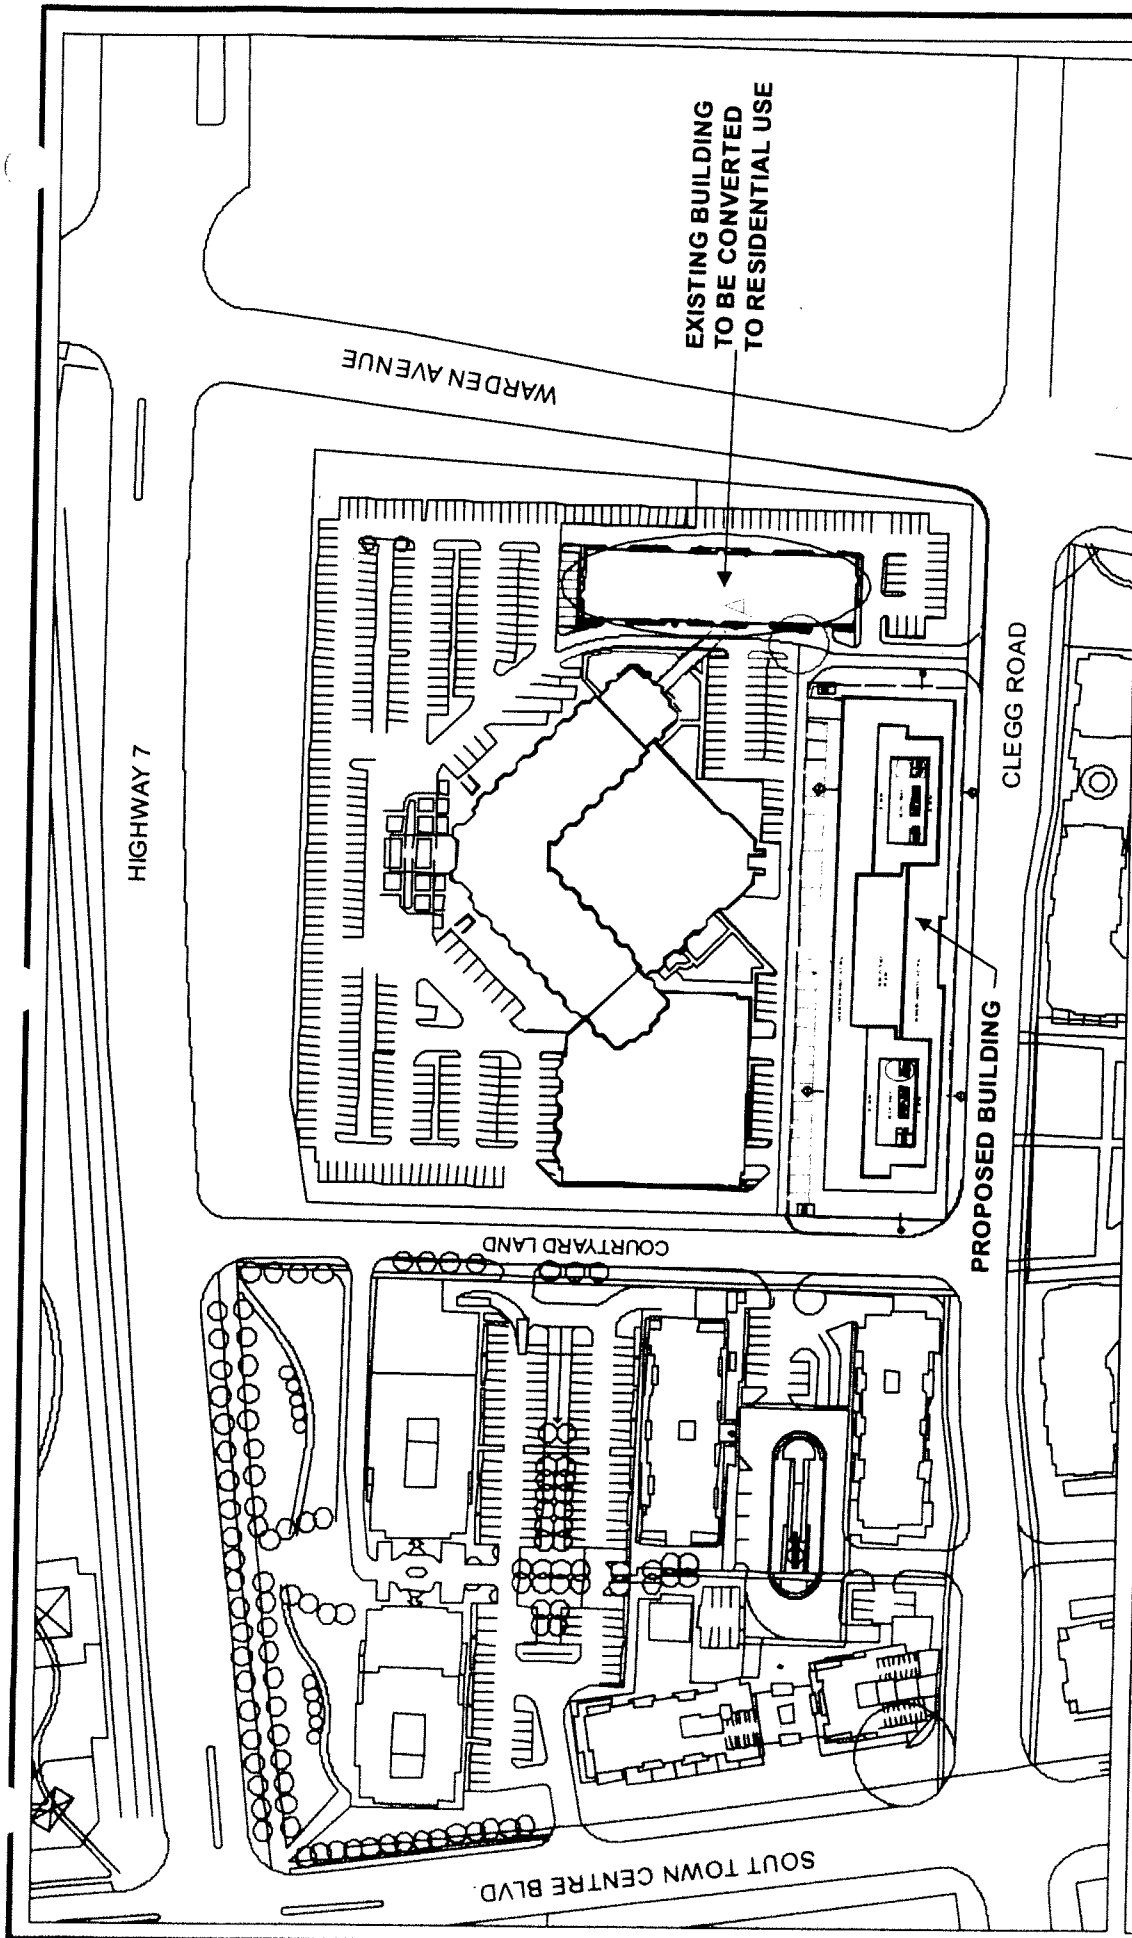 EXISTING BUILDING
TO BE CONVERTED
TO RESIDENTIAL USE
WARDEN AVENUE
HIGHWAY 7
CLEGG ROAD
COURTYARD LAND
PROPOSED BUILDING
SOUT TOWN CENTRE BLVD.